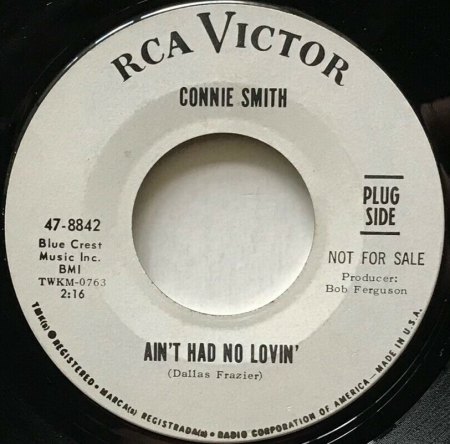 RCA VICTOR
CONNIE SMITH
47-8842
Blue Crest
Music Inc.
BMI
TWKM-0763
2:16
PLUG
SIDE
NOT FOR SALE
Producer:
Bob Ferguson
AIN'T HAD NO LOVIN'
(Dallas Frazier)
TMK(s) ® REGISTERED • MARCA(s) REGISTRADA(s) • RADIO CORPORATION OF AMERICA — MADE IN U.S.A.